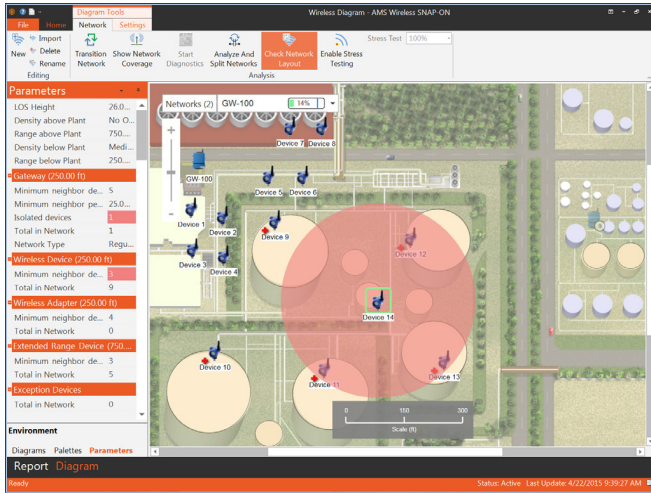 Diagram Tools
Wireless Diagram - AMS Wireless SNAP-ON
File Home Network Settings
New
Import
Delete
Rename
Editing
Transition Network
Show Network Coverage
Start Diagnostics
Analyze And Split Networks
Check Network Layout
Enable Stress Testing
Stress Test 100%
Analysis
Parameters
LOS Height 26.0...
Density above Plant No O...
Range above Plant 750....
Density below Plant Medi...
Range below Plant 250....
Gateway (250.00 ft)
Minimum neighbor de... 5
Minimum neighbor pe... 25.0...
Isolated devices 1
Total in Network 1
Network Type Regu...
Wireless Device (250.00 ft)
Minimum neighbor de... 3
Total in Network 9
Wireless Adapter (250.00 ft)
Minimum neighbor de... 4
Total in Network 0
Extended Range Device (750....
Minimum neighbor de... 3
Total in Network 5
Exception Devices
Total in Network 0
Environment
Diagrams Palettes Parameters
Networks (2) GW-100 14%
Device 7 Device 8
GW-100
Device 5 Device 6
Device 1
Device 2
Device 9
Device 12
Device 3
Device 4
Device 14
Device 10
Device 11
Device 13
0 150 300
Scale (ft)
Report Diagram
Ready
Status: Active Last Update: 4/22/2015 9:39:27 AM